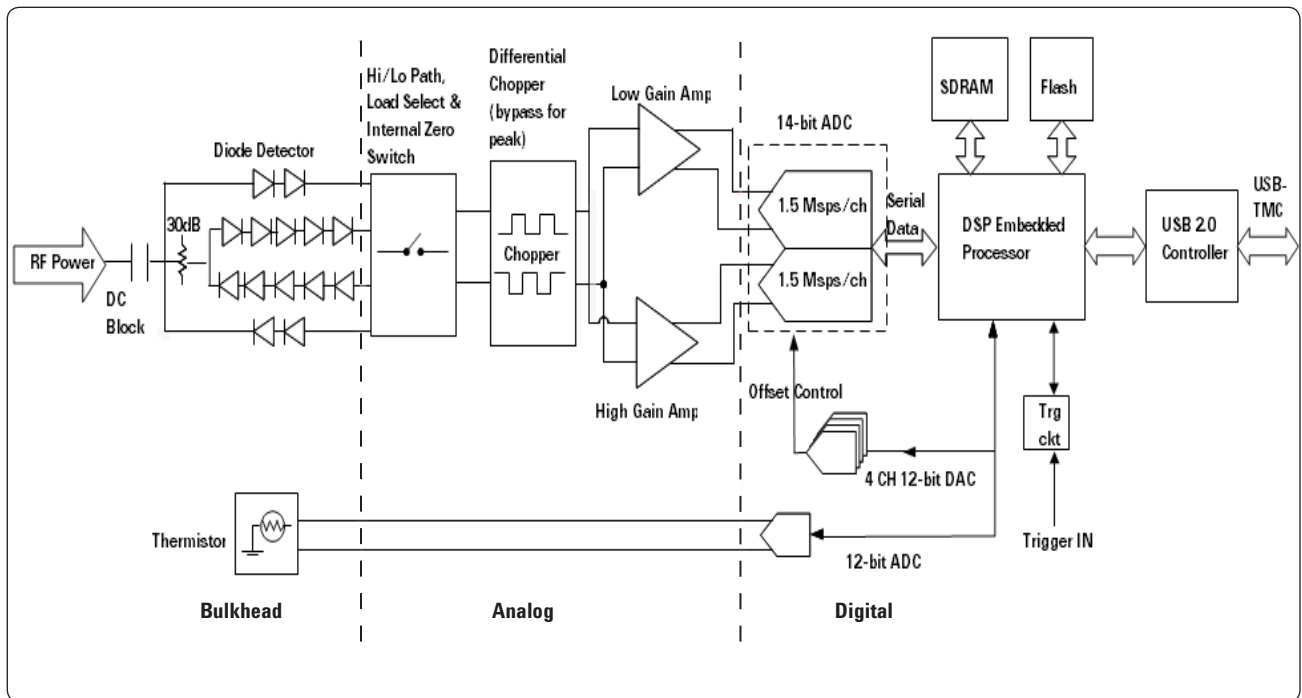 Hi/Lo Path,
Load Select &
Internal Zero
Switch
Differential
Chopper
(bypass for
peak)
Low Gain Amp
14-bit ADC
SDRAM
Flash
Diode Detector
30dB
RF Power
DC
Block
Chopper
1.5 Msps/ch
1.5 Msps/ch
Serial
Data
DSP Embedded
Processor
USB 2.0
Controller
USB-
TMC
High Gain Amp
Offset Control
4 CH 12-bit DAC
Trg
ckt
Trigger IN
Thermistor
12-bit ADC
Bulkhead
Analog
Digital